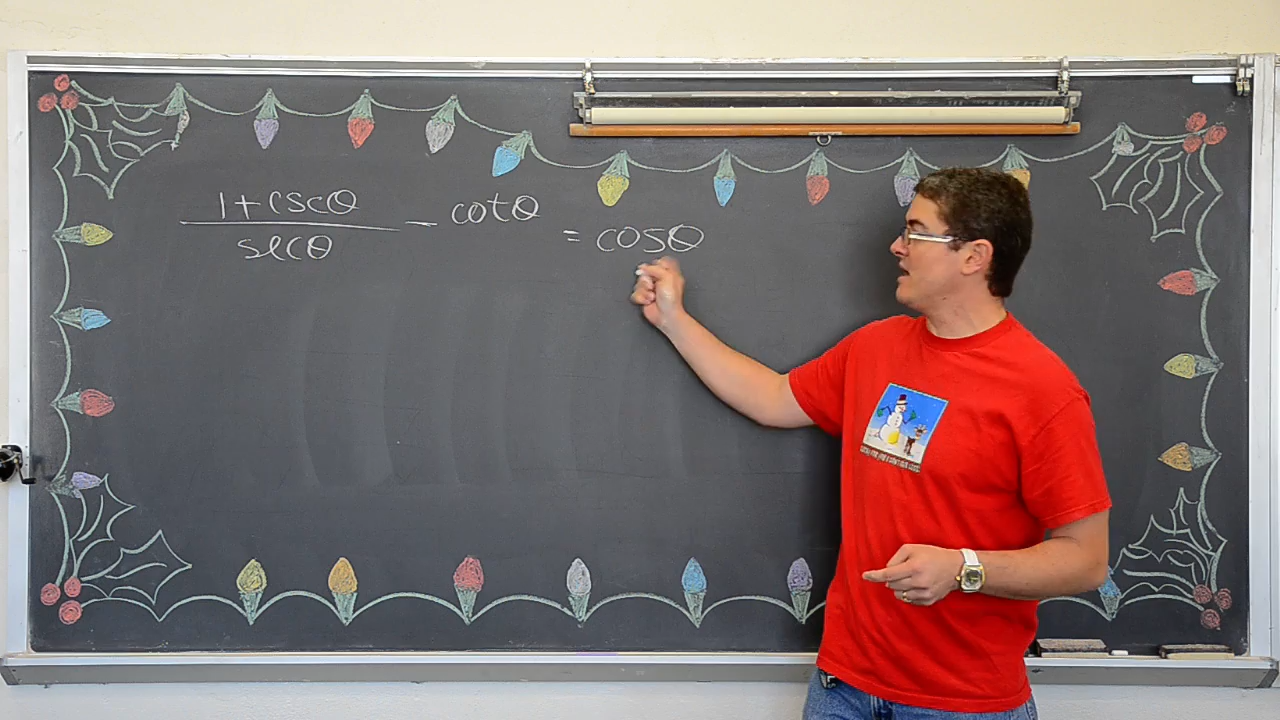 1 + cscθ
secθ
- cotθ
= cosθ